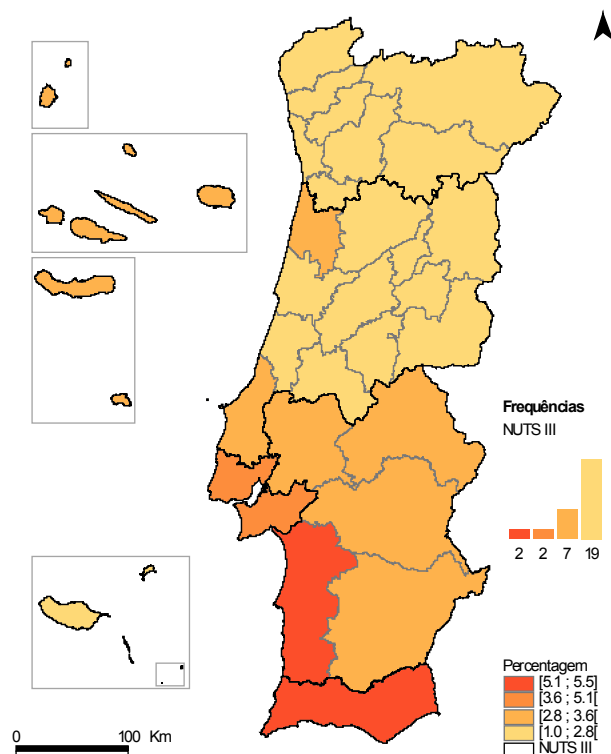 Frequências
NUTS III
2 2 7 19
Percentagem
[5.1 ; 5.5]
[3.6 ; 5.1[
[2.8 ; 3.6[
[1.0 ; 2.8[
NUTS III
0 100 Km